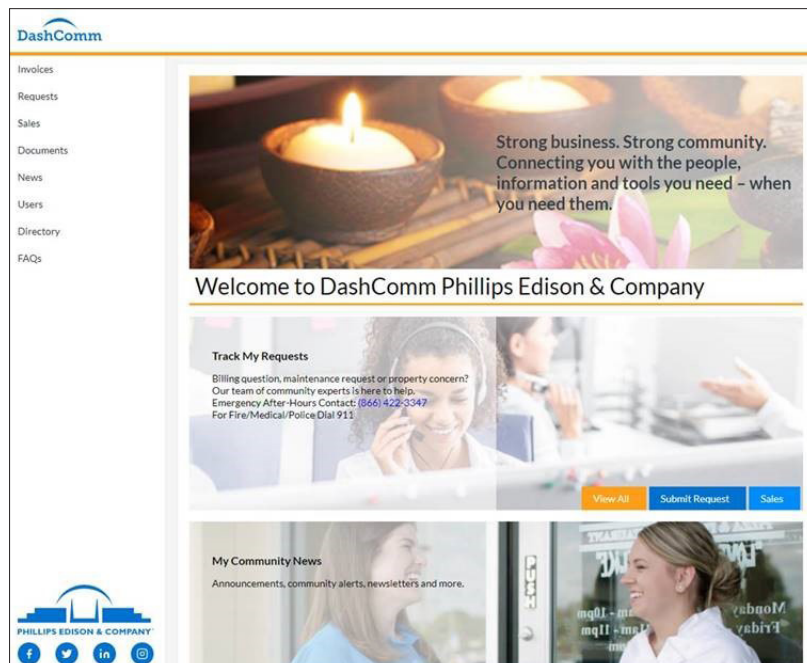 DashComm
Invoices
Requests
Sales
Documents
News
Users
Directory
FAQs
Strong business. Strong community.
Connecting you with the people,
information and tools you need – when
you need them.
Welcome to DashComm Phillips Edison & Company
Track My Requests
Billing question, maintenance request or property concern?
Our team of community experts is here to help.
Emergency After-Hours Contact: (866) 422-3347
For Fire/Medical/Police Dial 911
View All
Submit Request
Sales
My Community News
Announcements, community alerts, newsletters and more.
PUSH
Monday
Friday
PHILLIPS EDISON & COMPANY